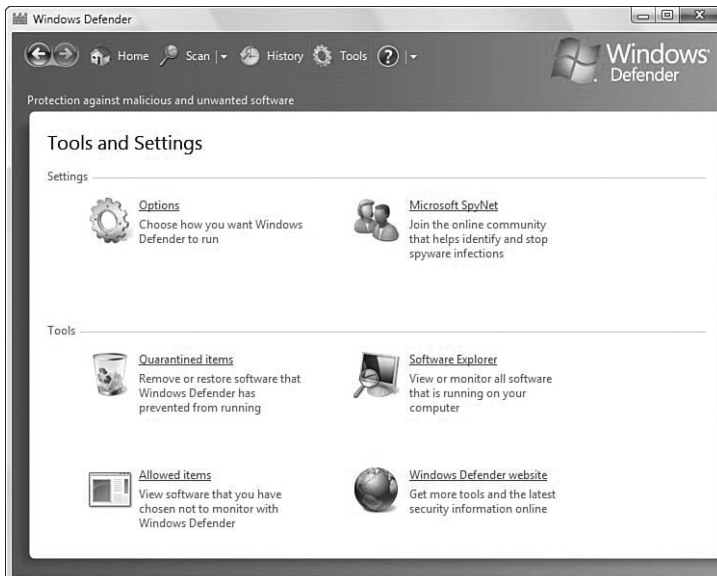 Windows Defender
Home Scan History Tools ?
Windows
Defender
Protection against malicious and unwanted software
Tools and Settings
Settings
Options
Choose how you want Windows
Defender to run
Microsoft SpyNet
Join the online community
that helps identify and stop
spyware infections
Tools
Quarantined items
Remove or restore software that
Windows Defender has
prevented from running
Software Explorer
View or monitor all software
that is running on your
computer
Allowed items
View software that you have
chosen not to monitor with
Windows Defender
Windows Defender website
Get more tools and the latest
security information online